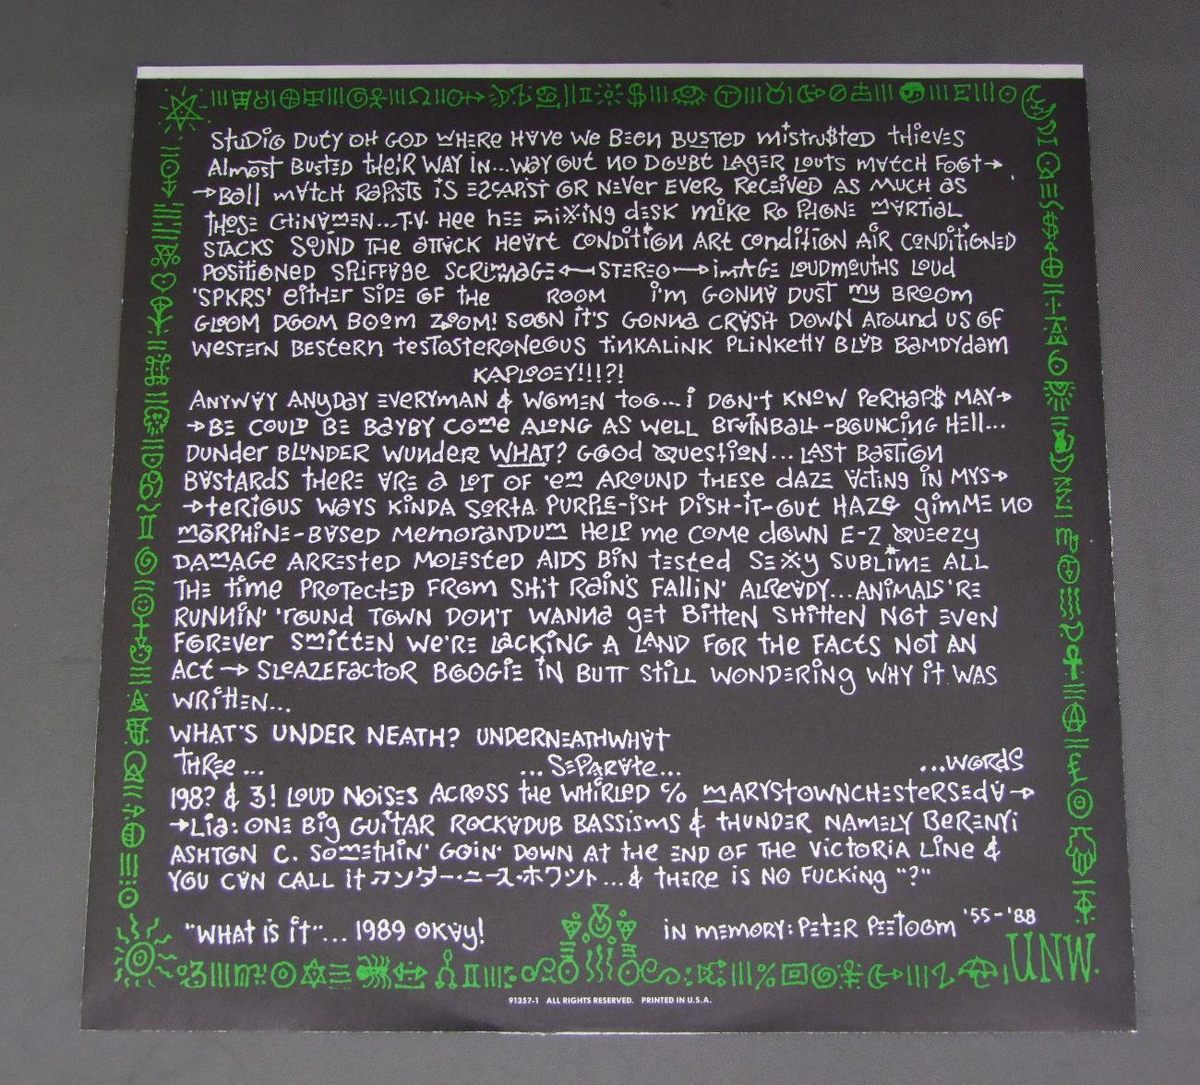 STUDIO DUTY OH GOD WHERE HAVE WE BEEN BUSTED MISTRU$TED THIEVES
ALMOST BUSTED THEIR WAY IN...WAY OUT NO DOUBT LAGER LOUTS MATCH FOOT→
→BALL MATCH RAPISTS IS ESCAPIST OR NEVER EVER RECEIVED AS MUCH AS
THOSE CHINAMEN...T.V. HEE HEE MIXING DESK MIKE RO PHONE MARTIAL
STACKS SOUND THE ATTACK HEART CONDITION ART CONDITION AIR CONDITIONED
POSITIONED SPIFFAGE SCRIMMAGE ←STEREO→ IMAGE LOUDMOUTHS LOUD
'SPKRS' EITHER SIDE OF THE ROOM I'M GONNA DUST MY BROOM
GLOOM DOOM BOOM ZOOM! SOON IT'S GONNA CRASH DOWN AROUND US OF
WESTERN BESTERN TESTOSTERONEOUS TINKALINK PLINKETTY BLAB BAMDYDAM
KAPLOOEY!!!?!
ANYWAY ANYDAY EVERYMAN & WOMEN TOO...I DON'T KNOW PERHAP$ MAY→
→BE COULD BE BAYBY COME ALONG AS WELL BRAINBALL-BOUNCING HELL...
DUNDER BLUNDER WUNDER WHAT? GOOD QUESTION... LAST BASTION
BASTARDS THERE ARE A LOT OF 'EM AROUND THESE DAZE ACTING IN MYS→
→TERIOUS WAYS KINDA SORTA PURPLE-ISH DISH-IT-OUT HAZE GIMME NO
MORPHINE-BASED MEMORANDUM HELP ME COME DOWN E-Z QUEEZY
DAMAGE ARRESTED MOLESTED AIDS BIN TESTED SEXY SUBLIME ALL
THE TIME PROTECTED FROM SHIT RAIN'S FALLIN' ALREADY...ANIMALS'RE
RUNNIN' 'ROUND TOWN DON'T WANNA GET BITTEN SHITTEN NOT EVEN
FOREVER SMITTEN WE'RE LACKING A LAND FOR THE FACTS NOT AN
ACT → SLEAZEFACTOR BOOGIE IN BUTT STILL WONDERING WHY IT WAS
WRITTEN...
WHAT'S UNDER NEATH? UNDERNEATHWHAT
THREE ... ...SEPARATE... ...WORDS
198? & 3! LOUD NOISES ACROSS THE WHIRLED c/o MARYSTOWNCHESTERSEDA→
→LIA: ONE BIG GUITAR ROCKADUB BASSISMS & THUNDER NAMELY BERENYI
ASHTON C. SOMETHIN' GOIN' DOWN AT THE END OF THE VICTORIA LINE &
YOU CAN CALL IT アンダー・ニース・ホワット...& THERE IS NO FUCKING "?"
"WHAT IS IT"... 1989 OKAY!
IN MEMORY: PETER PEETOOM '55-'88
UNW.
91357-1 ALL RIGHTS RESERVED. PRINTED IN U.S.A.